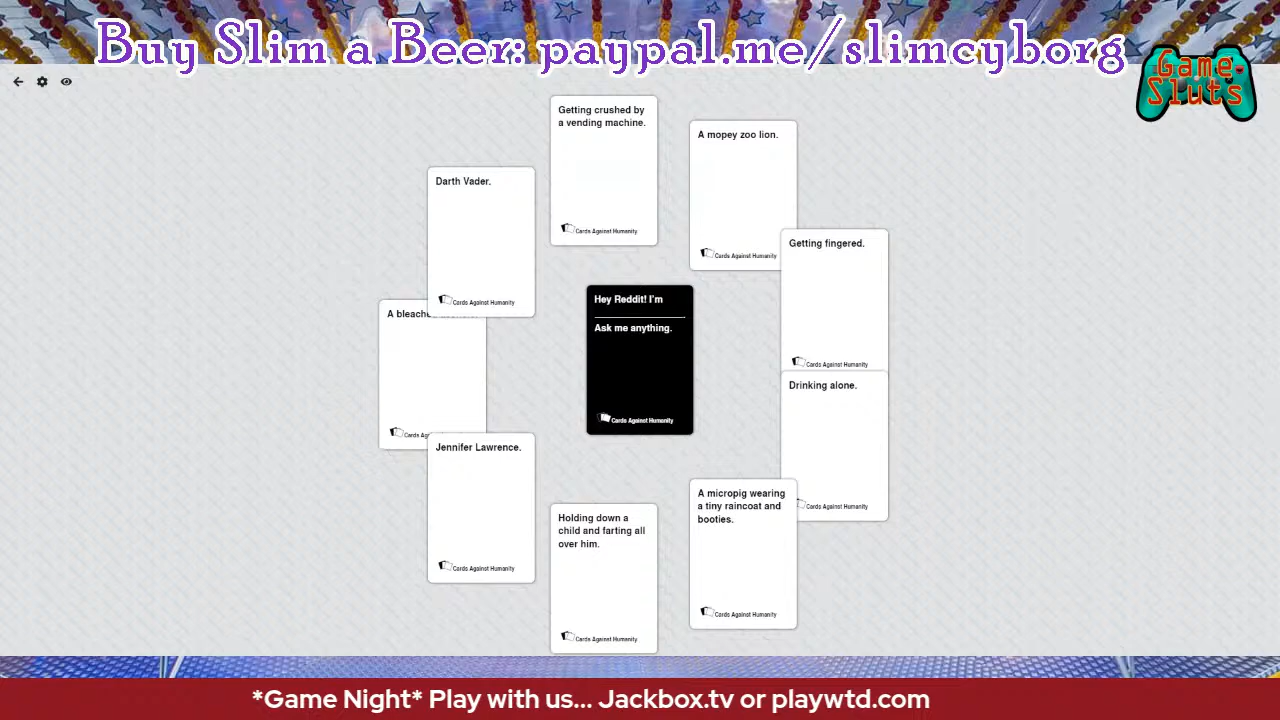 Buy Slim a Beer: paypal.me/slimcyborg
Game
Sluts
Getting crushed by
a vending machine.
Cards Against Humanity
A mopey zoo lion.
Cards Against Humanity
Darth Vader.
Cards Against Humanity
Getting fingered.
Cards Against Humanity
Hey Reddit! I'm
Ask me anything.
Cards Against Humanity
A bleache
Cards Ag
Drinking alone.
Cards Against Humanity
Jennifer Lawrence.
Cards Against Humanity
A micropig wearing
a tiny raincoat and
booties.
Cards Against Humanity
Holding down a
child and farting all
over him.
Cards Against Humanity
*Game Night* Play with us... Jackbox.tv or playwtd.com